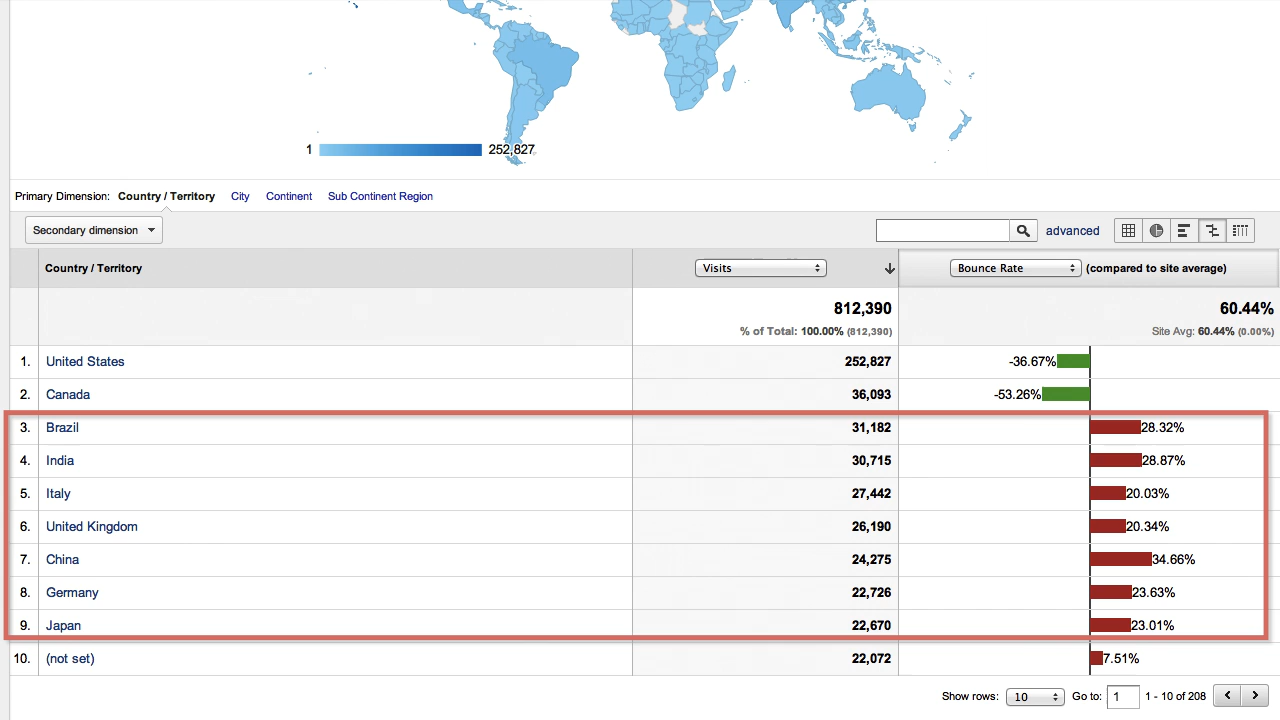 1 252,827
Primary Dimension: Country / Territory City Continent Sub Continent Region
Secondary dimension advanced
Country / Territory Visits Bounce Rate (compared to site average)
812,390 60.44%
% of Total: 100.00% (812,390) Site Avg: 60.44% (0.00%)
1. United States 252,827 -36.67%
2. Canada 36,093 -53.26%
3. Brazil 31,182 28.32%
4. India 30,715 28.87%
5. Italy 27,442 20.03%
6. United Kingdom 26,190 20.34%
7. China 24,275 34.66%
8. Germany 22,726 23.63%
9. Japan 22,670 23.01%
10. (not set) 22,072 7.51%
Show rows: 10 Go to: 1 1 - 10 of 208